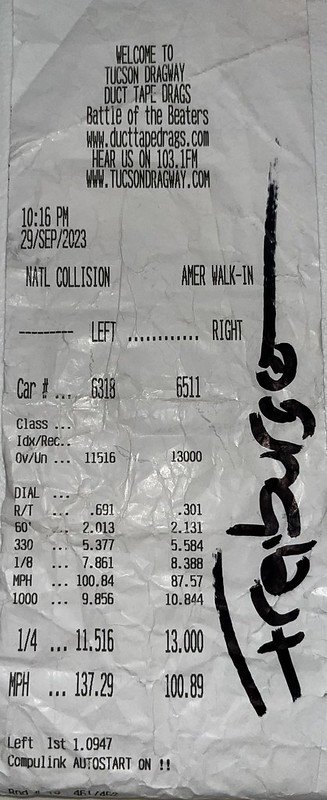 WELCOME TO
TUCSON DRAGWAY
DUCT TAPE DRAGS
Battle of the Beaters
www.ducttapedrags.com
HEAR US ON 103.1FM
WWW.TUCSONDRAGWAY.COM
10:16 PM
29/SEP/2023
NATL COLLISION AMER WALK-IN
--------- LEFT ............ RIGHT
Car # ... 6318 6511
Class ...
Idx/Rec..
Ov/Un ... 11516 13000
DIAL ...
R/T ... .691 .301
60' ... 2.013 2.131
330 ... 5.377 5.584
1/8 ... 7.861 8.388
MPH ... 100.84 87.57
1000 ... 9.856 10.844
1/4 ... 11.516 13.000
MPH ... 137.29 100.89
Left 1st 1.0947
Compulink AUTOSTART ON !!
Freiburger